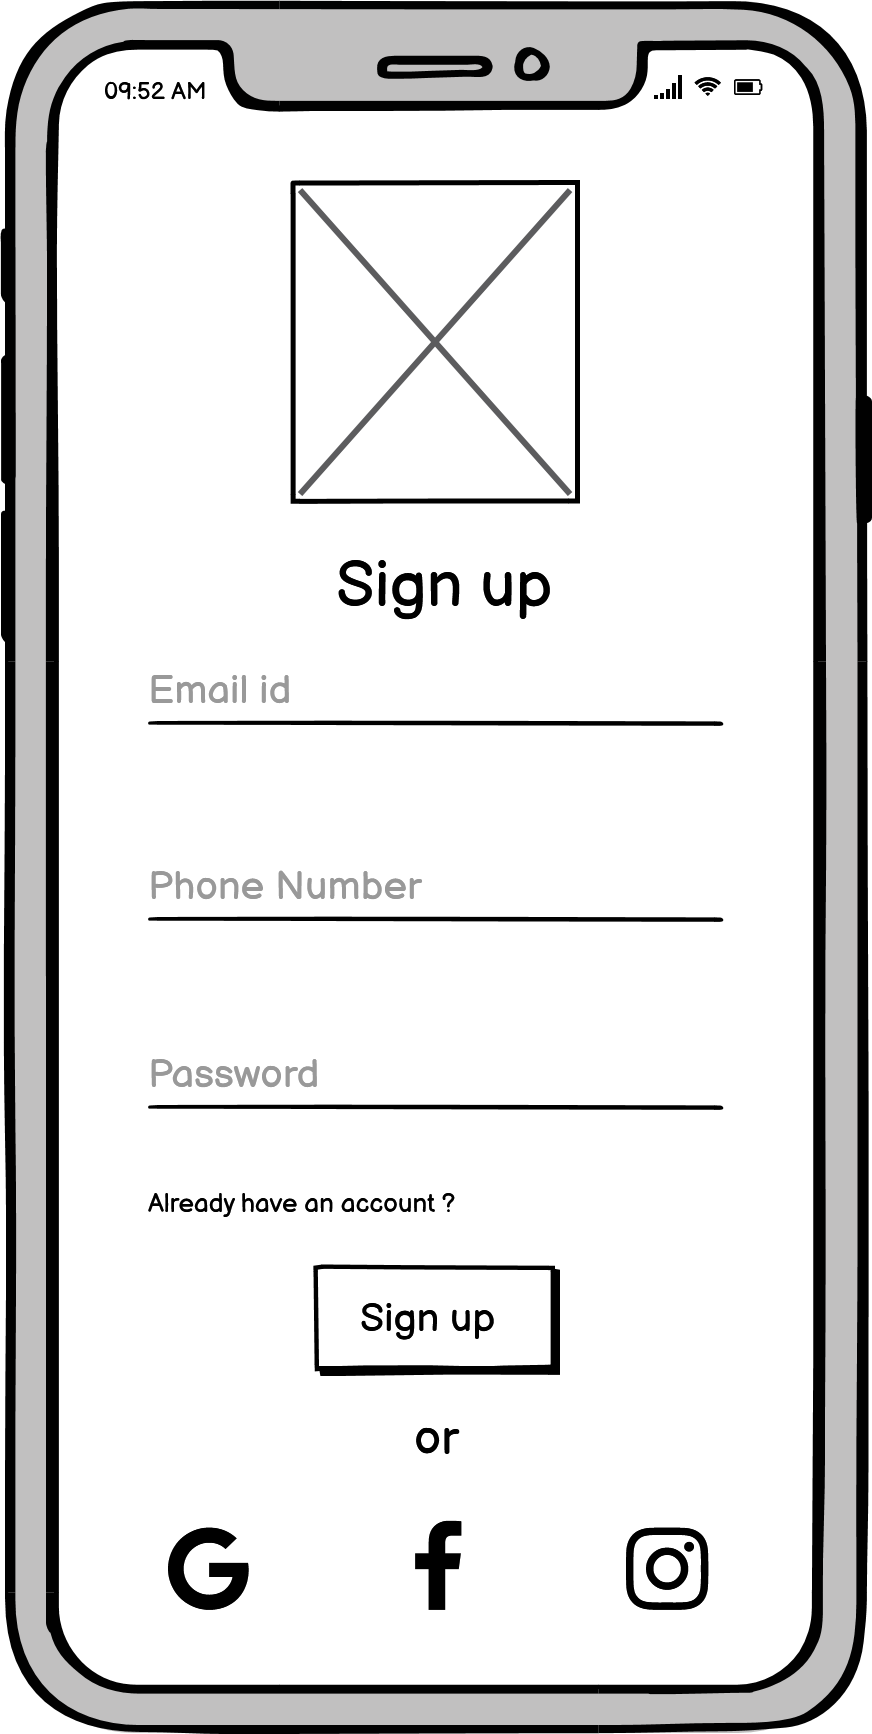 09:52 AM
Sign up
Email id
Phone Number
Password
Already have an account ?
Sign up
or